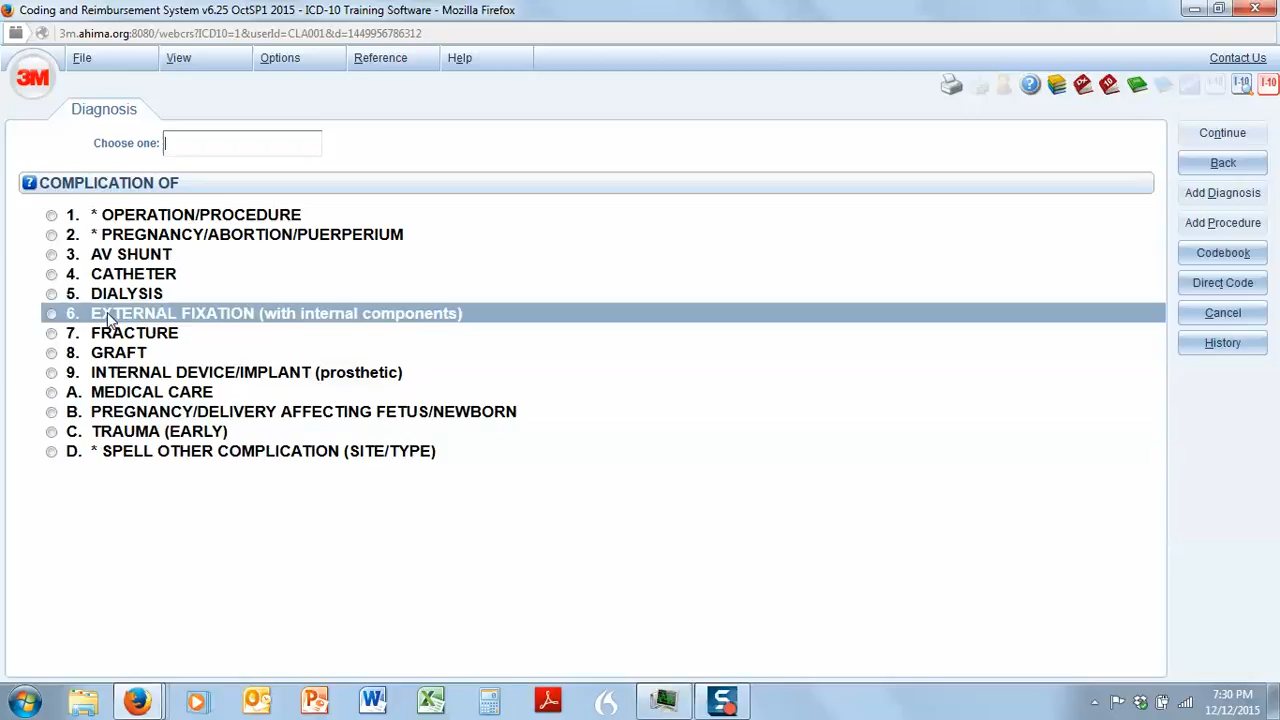 Coding and Reimbursement System v6.25 OctSP1 2015 - ICD-10 Training Software - Mozilla Firefox
3m.ahima.org:8080/webcrs?ICD10=1&userId=CLA001&d=1449956786312
3M File View Options Reference Help Contact Us
I-10 I-10
Diagnosis
Choose one:
Continue
COMPLICATION OF
Back
Add Diagnosis
1. * OPERATION/PROCEDURE
Add Procedure
2. * PREGNANCY/ABORTION/PUERPERIUM
3. AV SHUNT
Codebook
4. CATHETER
Direct Code
5. DIALYSIS
6. EXTERNAL FIXATION (with internal components)
Cancel
7. FRACTURE
History
8. GRAFT
9. INTERNAL DEVICE/IMPLANT (prosthetic)
A. MEDICAL CARE
B. PREGNANCY/DELIVERY AFFECTING FETUS/NEWBORN
C. TRAUMA (EARLY)
D. * SPELL OTHER COMPLICATION (SITE/TYPE)
7:30 PM
12/12/2015